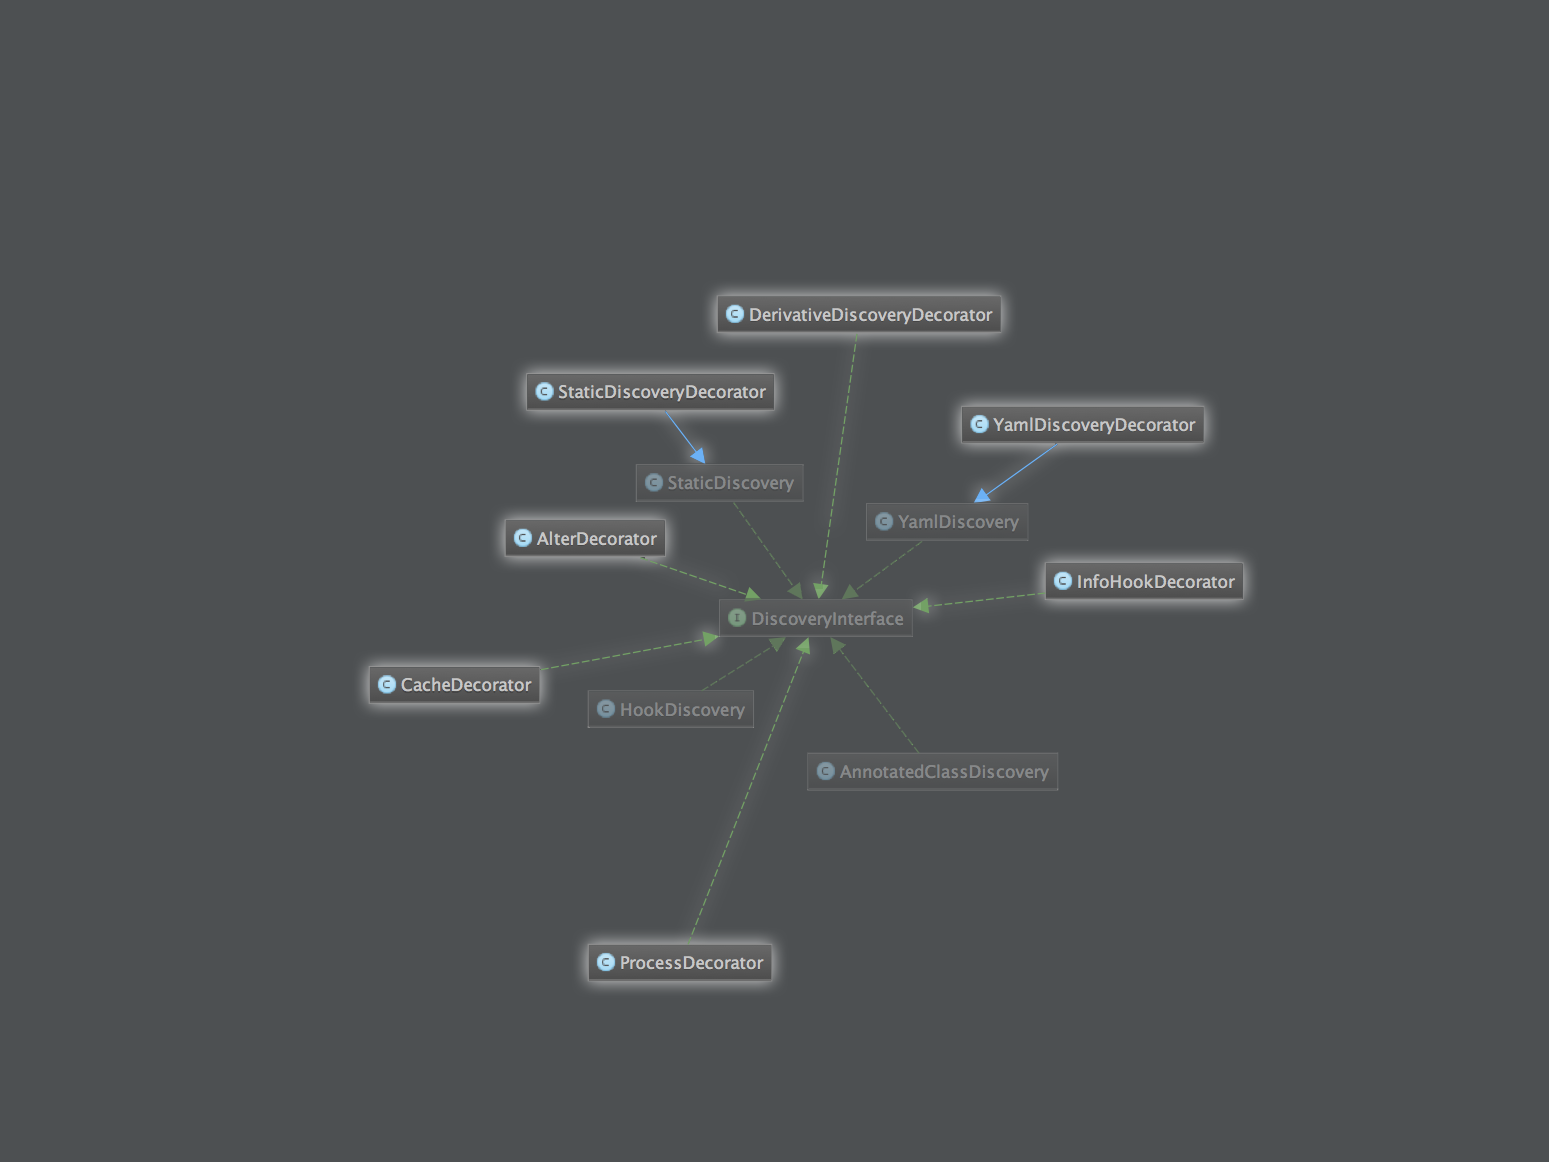 C DerivativeDiscoveryDecorator
C StaticDiscoveryDecorator
C YamlDiscoveryDecorator
C StaticDiscovery
C YamlDiscovery
C AlterDecorator
C InfoHookDecorator
I DiscoveryInterface
C CacheDecorator
C HookDiscovery
C AnnotatedClassDiscovery
C ProcessDecorator